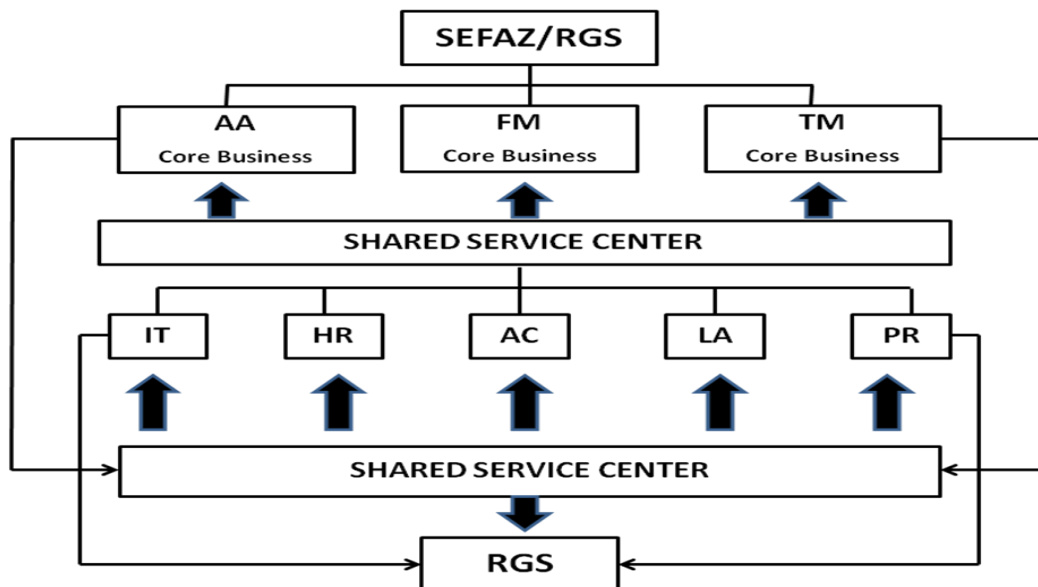 SEFAZ/RGS
AA
Core Business
FM
Core Business
TM
Core Business
SHARED SERVICE CENTER
IT
HR
AC
LA
PR
SHARED SERVICE CENTER
RGS